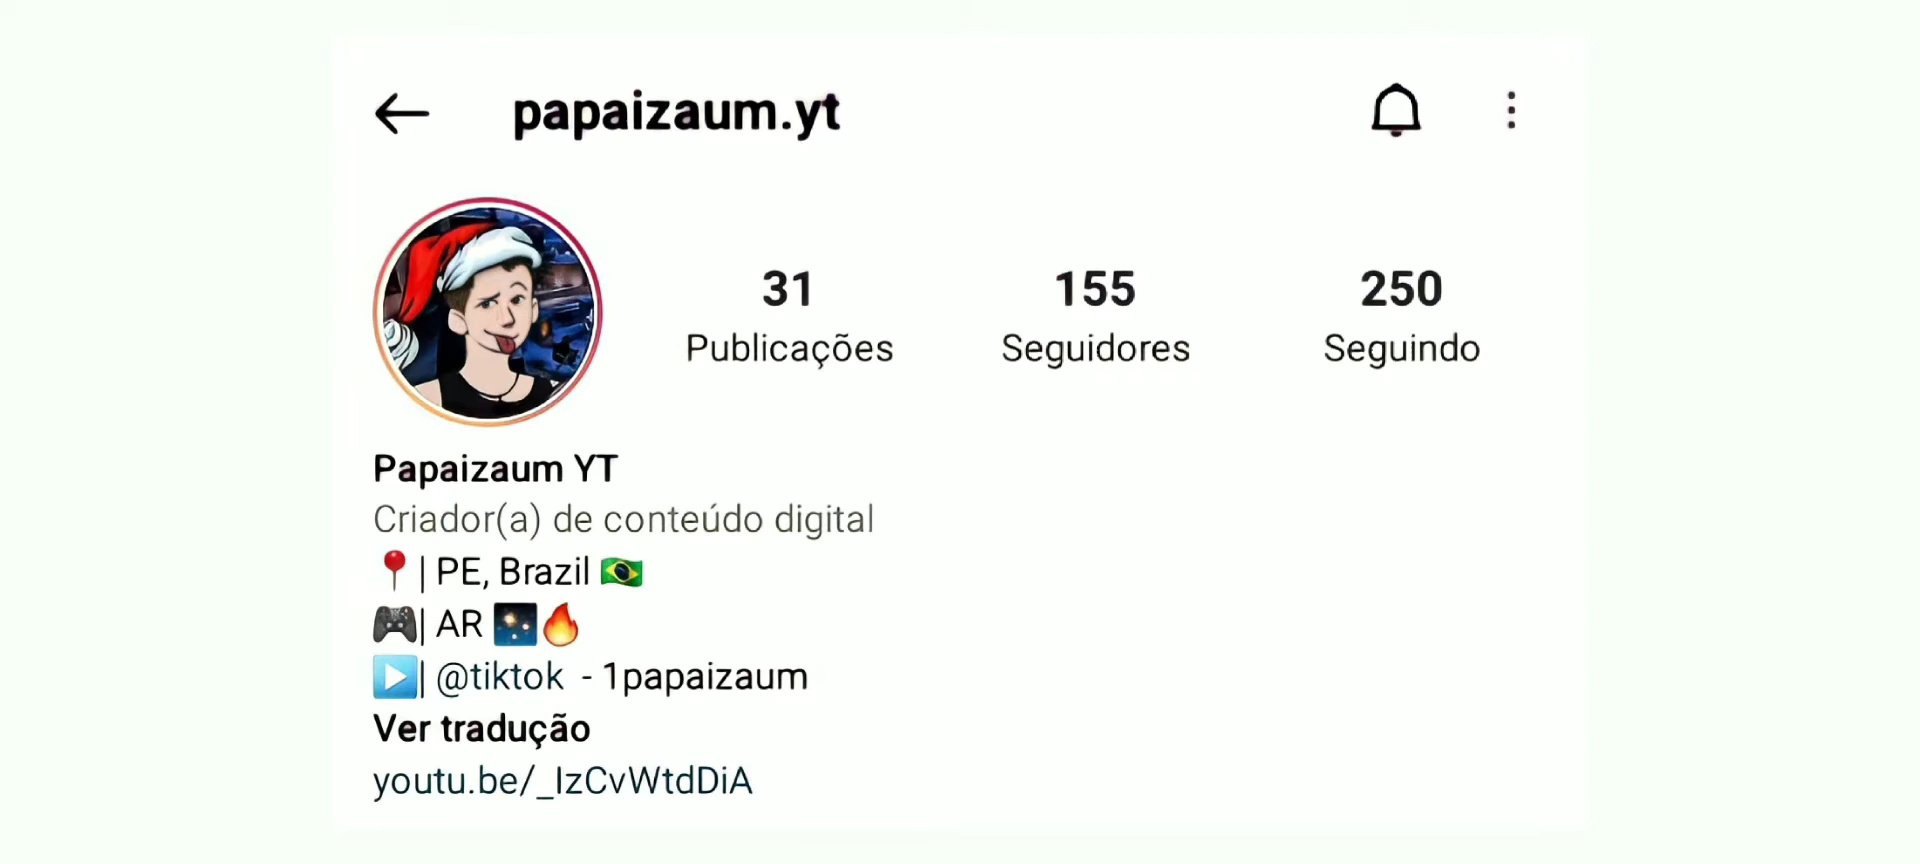 papaizaum.yt
31 155 250
Publicações Seguidores Seguindo
Papaizaum YT
Criador(a) de conteúdo digital
📍| PE, Brazil 🇧🇷
🎮| AR 🎇🔥
▶️| @tiktok - 1papaizaum
Ver tradução
youtu.be/_IzCvWtdDiA